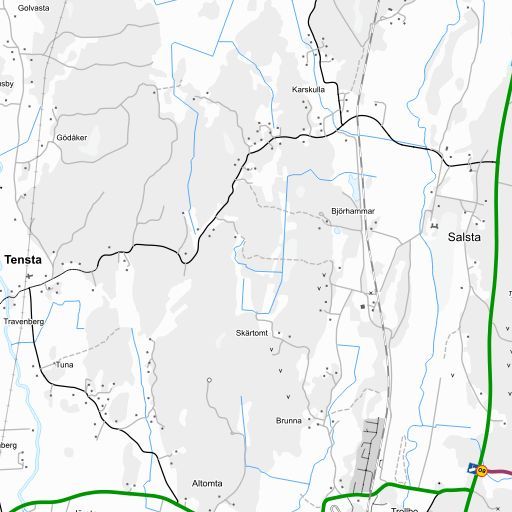 Golvasta
Karskulla
Gödåker
Björhammar
Salsta
Tensta
Travenberg
Skärtomt
Tuna
Brunna
Altomta